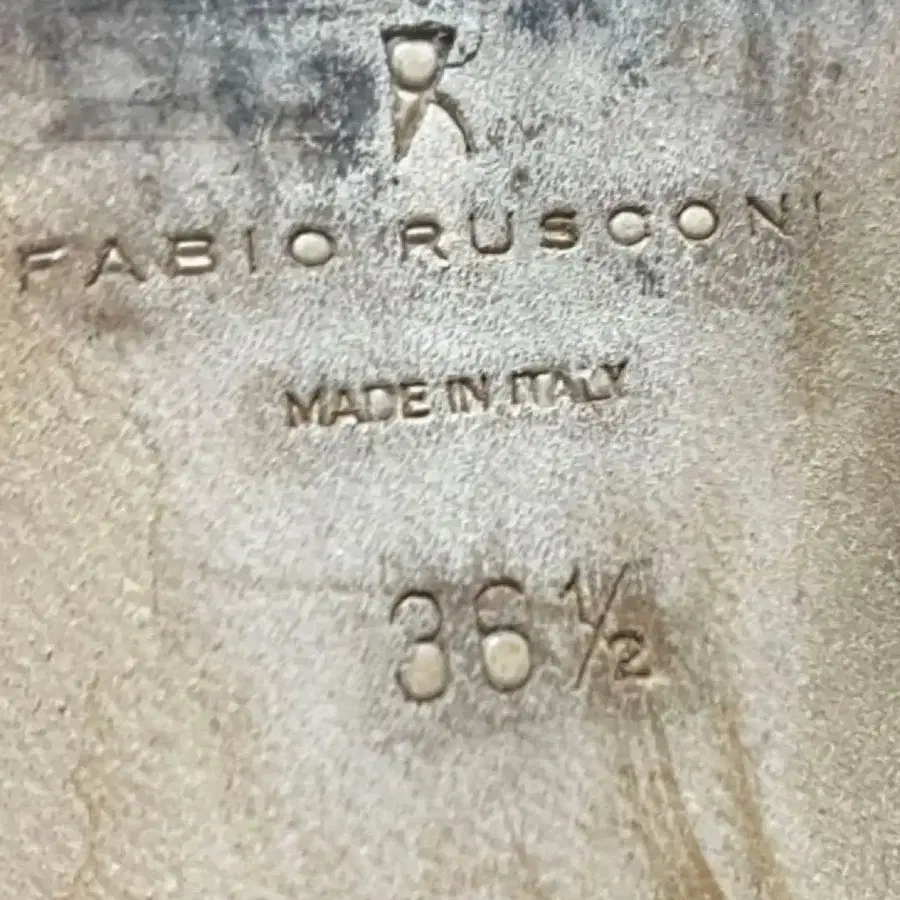 R
FABIO RUSCONI
MADE IN ITALY
36 ½